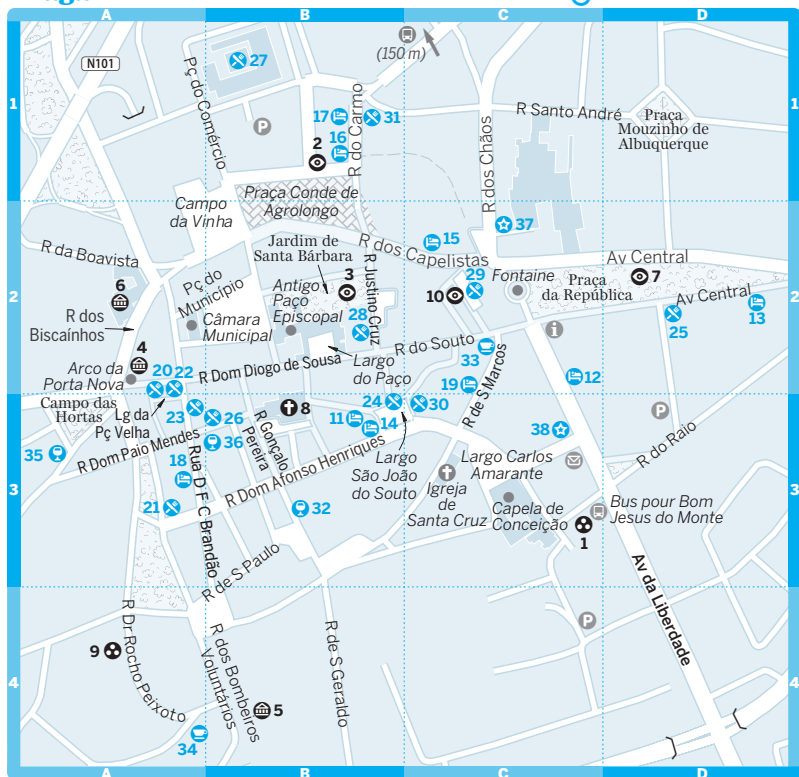 A B C D
(150 m)
N101
27
Pç do Comércio
1
1
17
31
R do Carmo
16
2
P
R Santo André
Praça
Mouzinho de
Albuquerque
R dos Chãos
Campo
da Vinha
Praça Conde de
Agrolongo
R dos Capelistas
15
37
R da Boavista
Jardim de
Santa Bárbara
Av Central
6
Pç do
Município
Antigo
Paço
Episcopal
3
R Justino Cruz
10
29
Fontaine
Praça
da República
7
2
2
Av Central
13
25
R dos
Biscaínhos
Câmara
Municipal
28
R do Souto
33
i
4
Arco da
Porta Nova
20 22
R Dom Diogo de Sousa
Largo
do Paço
19
R de S Marcos
12
Campo das
Hortas
Lg da
Pç Velha
23
26
8
24
30
11
14
38
P
35
R Dom Paio Mendes
36
R Gonçalo
Pereira
R Dom Afonso Henriques
Largo
São João
do Souto
Largo Carlos
Amarante
R do Raio
3
3
18
21
Rua D F C Brandão
32
Igreja
de
Santa Cruz
Capela de
Conceição
1
Bus pour Bom
Jesus do Monte
R de S Paulo
Av da Liberdade
P
9
R Dr Rocho Peixoto
R dos Bombeiros
Voluntários
R de S Geraldo
4
4
5
34
A B C D